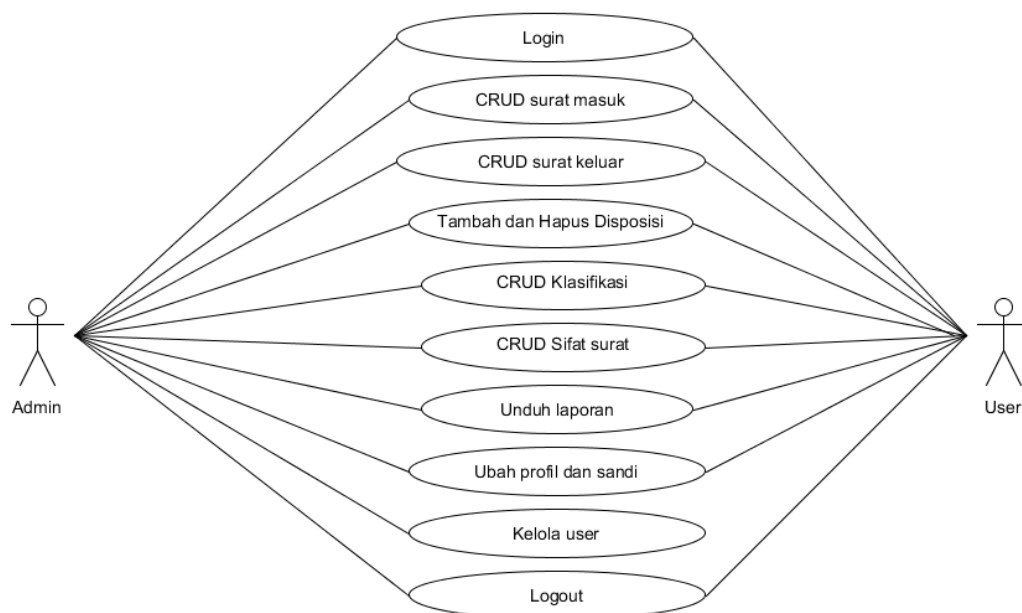 Login
CRUD surat masuk
CRUD surat keluar
Tambah dan Hapus Disposisi
CRUD Klasifikasi
CRUD Sifat surat
Unduh laporan
Ubah profil dan sandi
Kelola user
Logout
Admin
User